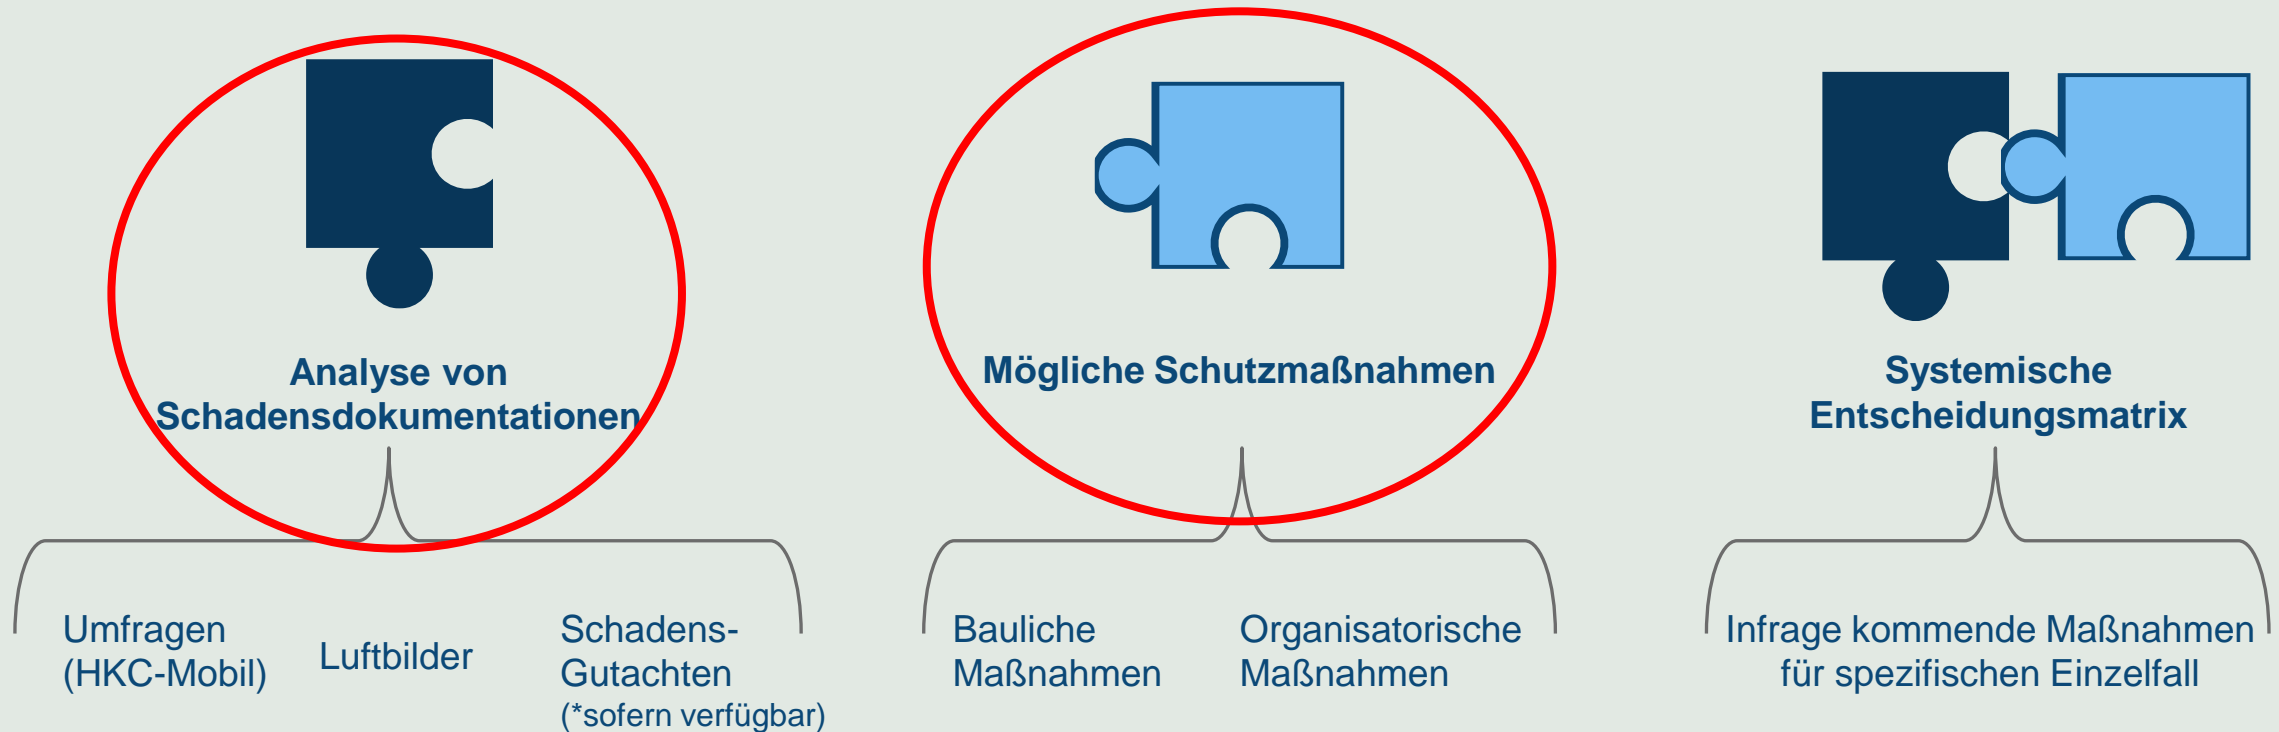 Analyse von
Schadensdokumentationen
Mögliche Schutzmaßnahmen
Systemische
Entscheidungsmatrix
Umfragen
(HKC-Mobil)
Luftbilder
Schadens-
Gutachten
(*sofern verfügbar)
Bauliche
Maßnahmen
Organisatorische
Maßnahmen
Infrage kommende Maßnahmen
für spezifischen Einzelfall